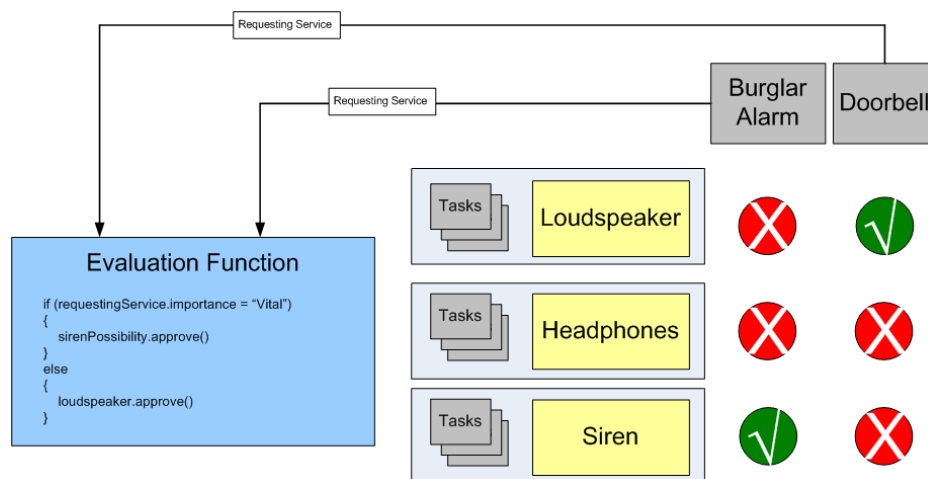 Requesting Service
Requesting Service
Burglar
Alarm
Doorbell
Tasks
Loudspeaker
Evaluation Function
if (requestingService.importance = “Vital”)
{
sirenPossibility.approve()
}
else
{
loudspeaker.approve()
}
Tasks
Headphones
Tasks
Siren